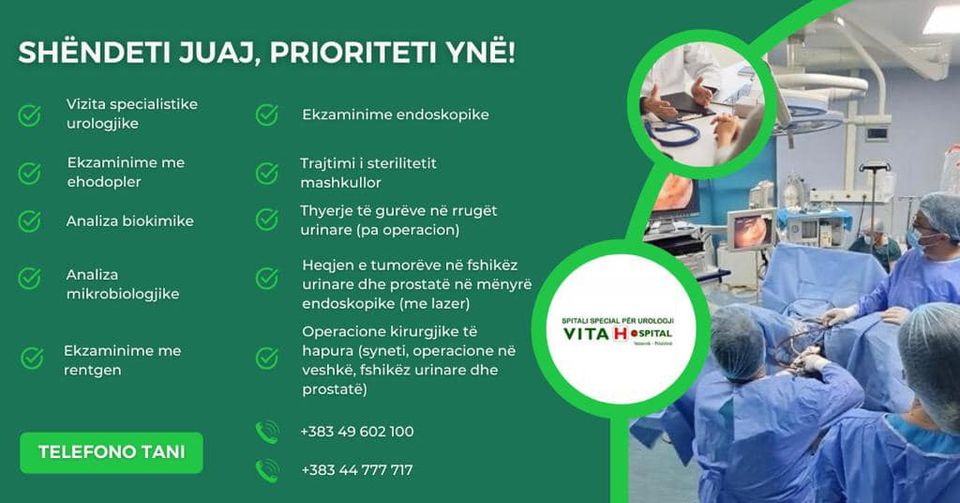 SHËNDETI JUAJ, PRIORITETI YNË!
Vizita specialistike
urologjike
Ekzaminime me
ehodopler
Analiza biokimike
Analiza
mikrobiologjike
Ekzaminime me
rentgen
Ekzaminime endoskopike
Trajtimi i sterilitetit
mashkullor
Thyerje të gurëve në rrugët
urinare (pa operacion)
Heqjen e tumorëve në fshikëz
urinare dhe prostatë në mënyrë
endoskopike (me lazer)
Operacione kirurgjike të
hapura (syneti, operacione në
veshkë, fshikëz urinare dhe
prostatë)
TELEFONO TANI
+383 49 602 100
+383 44 777 717
SPITALI SPECIAL PËR UROLOGJI
VITA HOSPITAL